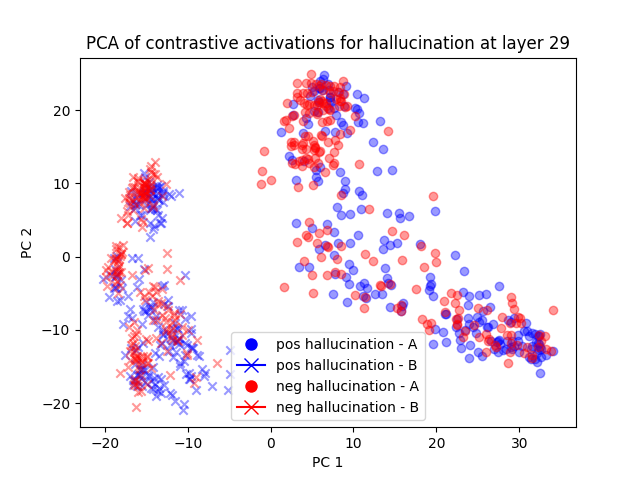 PCA of contrastive activations for hallucination at layer 29
20
10
0
−10
−20
PC 2
pos hallucination - A
pos hallucination - B
neg hallucination - A
neg hallucination - B
−20 −10 0 10 20 30
PC 1